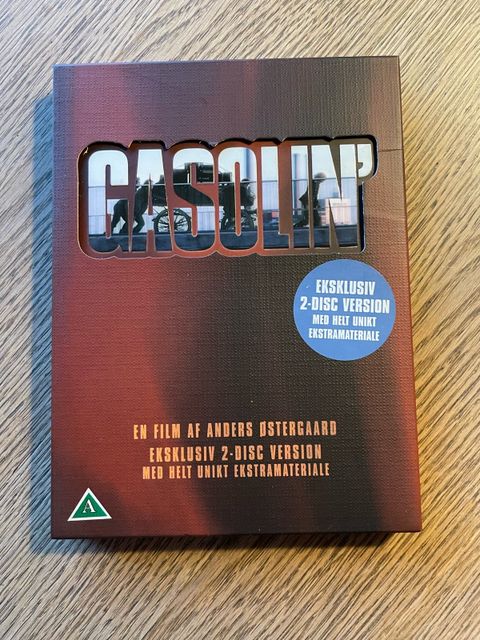 GASOLIN'
EKSKLUSIV
2-DISC VERSION
MED HELT UNIKT
EKSTRAMATERIALE
EN FILM AF ANDERS ØSTERGAARD
EKSKLUSIV 2-DISC VERSION
MED HELT UNIKT EKSTRAMATERIALE
A